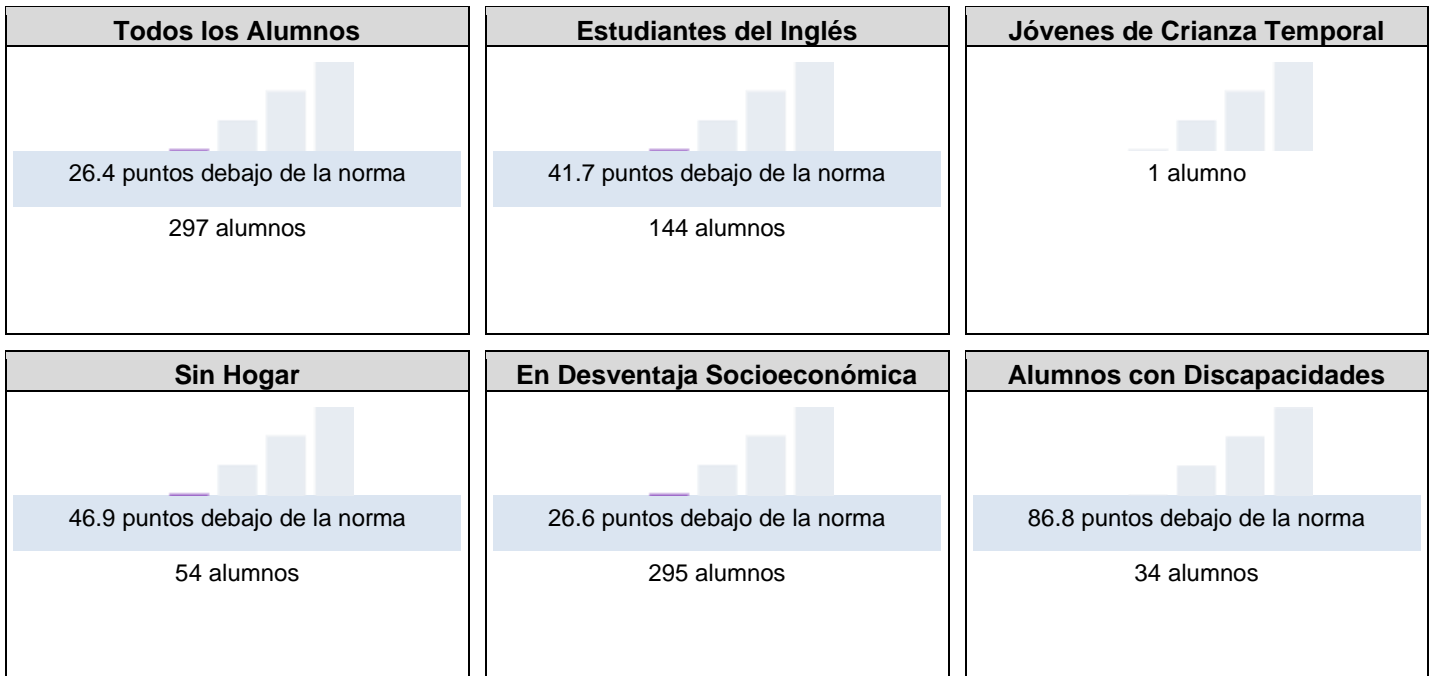 Todos los Alumnos
26.4 puntos debajo de la norma
297 alumnos
Estudiantes del Inglés
41.7 puntos debajo de la norma
144 alumnos
Jóvenes de Crianza Temporal
1 alumno
Sin Hogar
46.9 puntos debajo de la norma
54 alumnos
En Desventaja Socioeconómica
26.6 puntos debajo de la norma
295 alumnos
Alumnos con Discapacidades
86.8 puntos debajo de la norma
34 alumnos